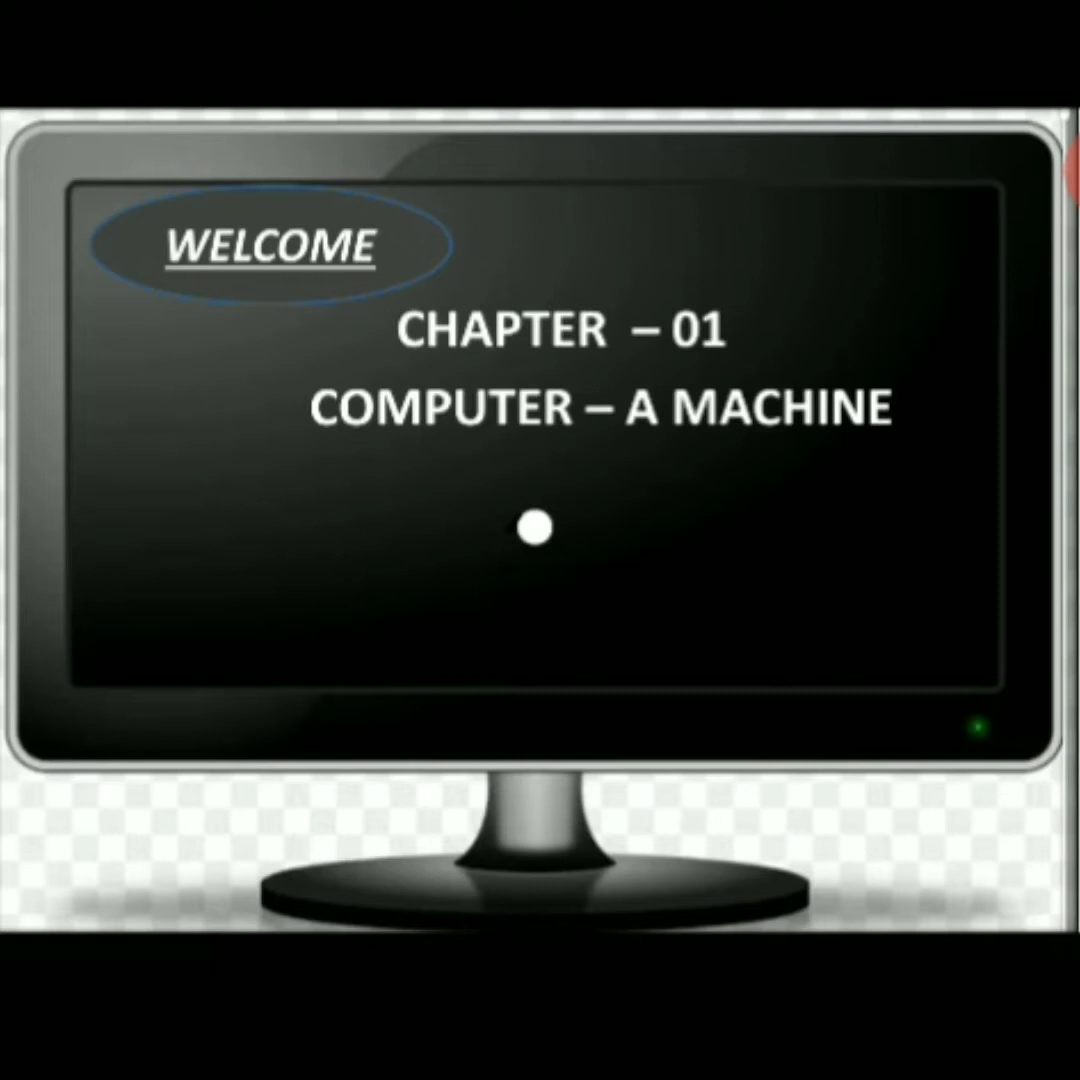 WELCOME
CHAPTER – 01
COMPUTER – A MACHINE